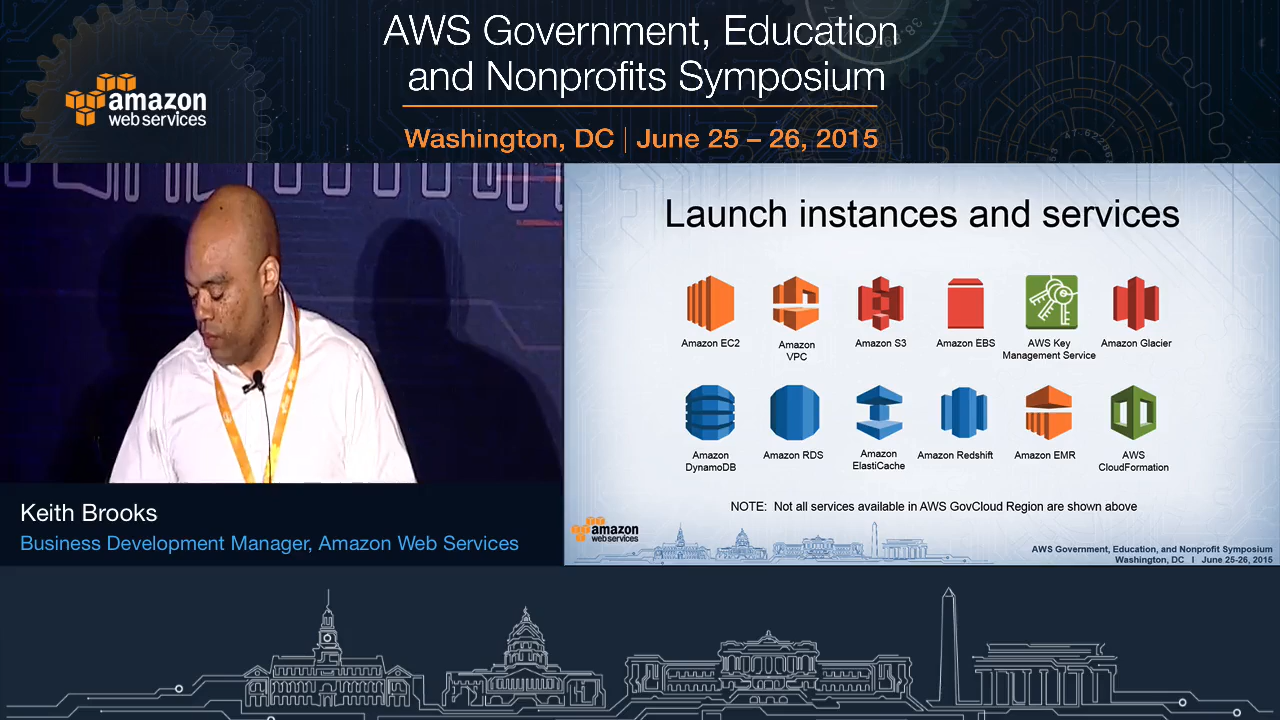 AWS Government, Education
and Nonprofits Symposium
amazon
web services
Washington, DC | June 25 – 26, 2015
Launch instances and services
Amazon EC2
Amazon
VPC
Amazon S3
Amazon EBS
AWS Key
Management Service
Amazon Glacier
Amazon
DynamoDB
Amazon RDS
Amazon
ElastiCache
Amazon Redshift
Amazon EMR
AWS
CloudFormation
NOTE: Not all services available in AWS GovCloud Region are shown above
amazon
web services
AWS Government, Education, and Nonprofit Symposium
Washington, DC I June 25-26, 2015
Keith Brooks
Business Development Manager, Amazon Web Services